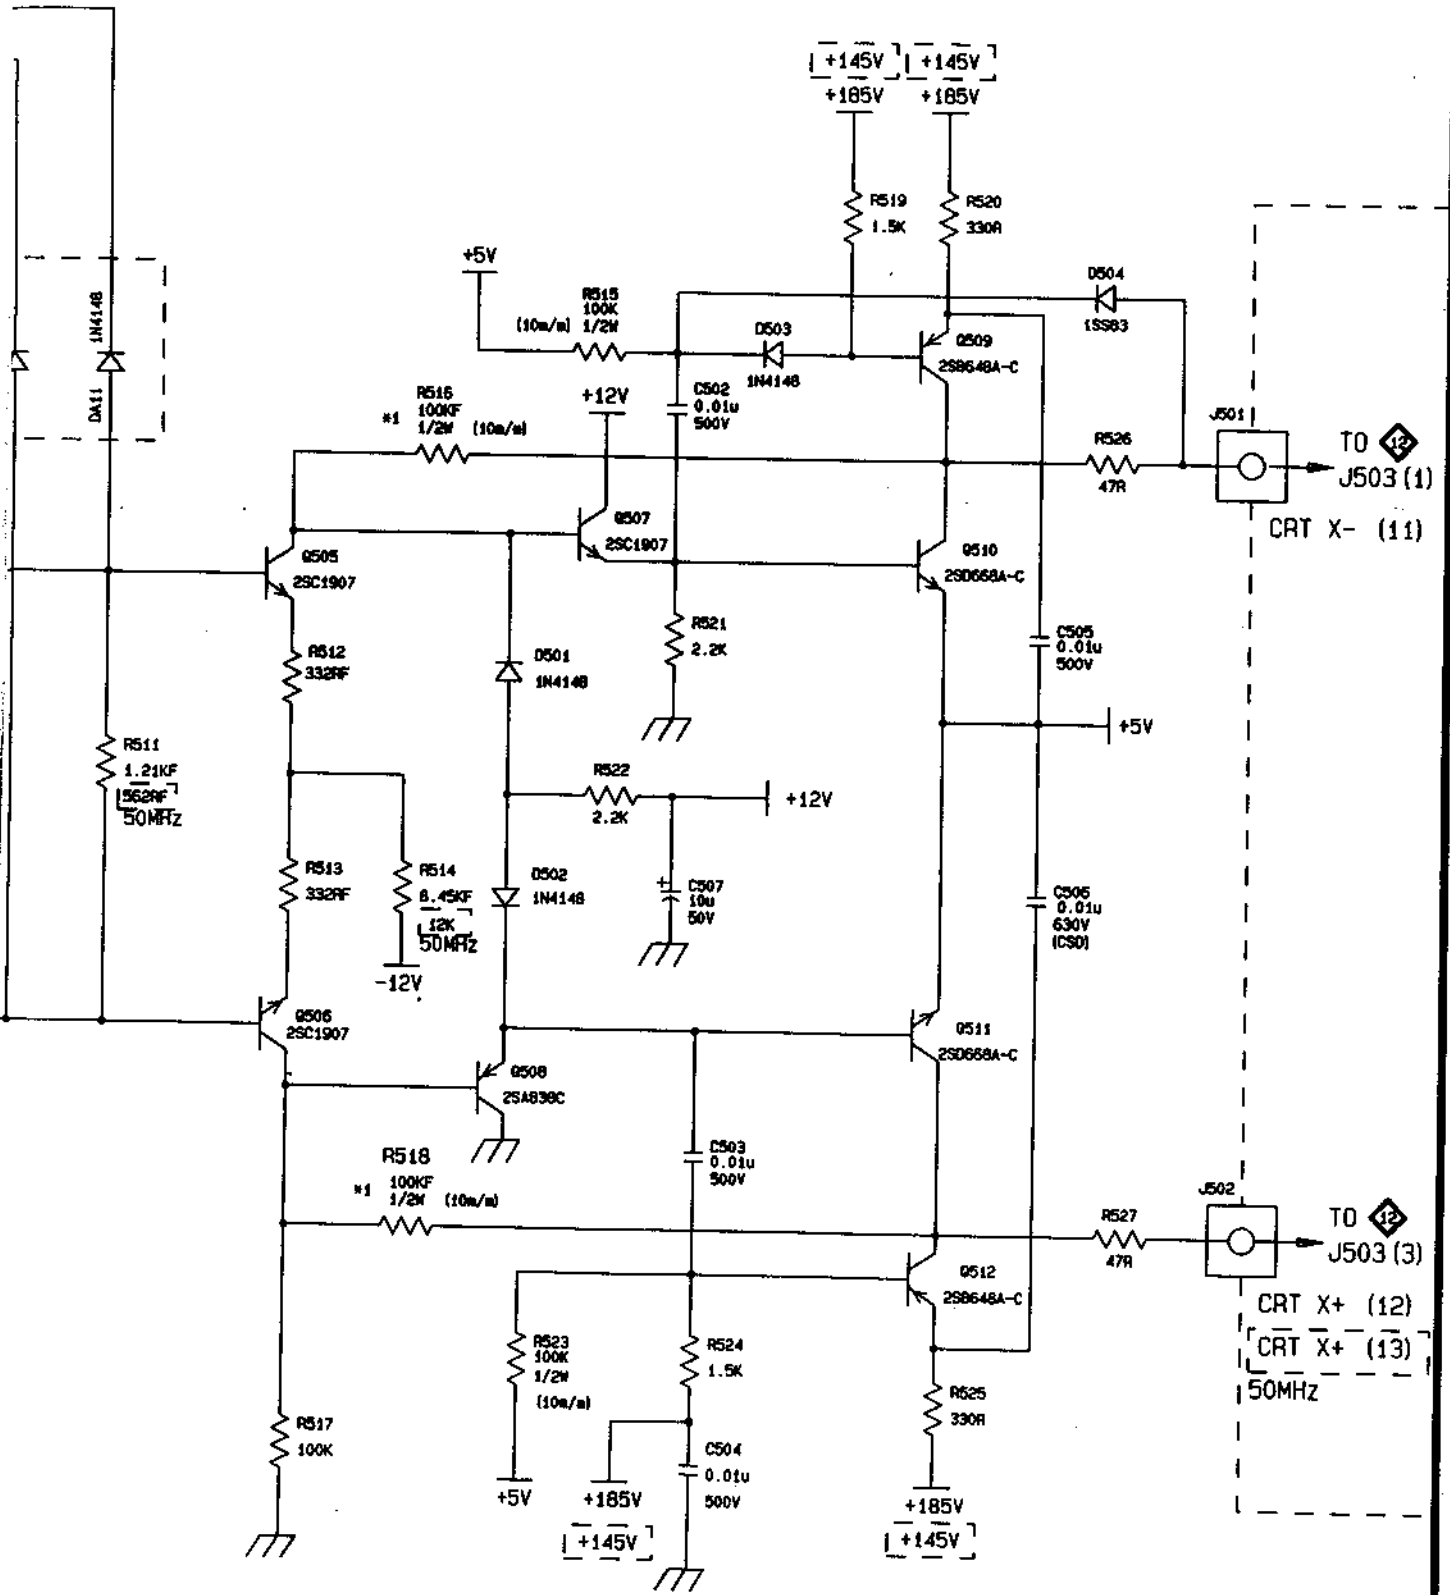 +145V +145V
+185V +185V
R519
1.5K
R520
330R
+5V
R515
100K
(10m/m) 1/2W
D503
1N4148
D504
1SS83
Q509
2SB648A-C
1N4148
DA11
R516
100KF
*1 1/2W (10m/m)
+12V
C502
0.01u
500V
R526
47R
J501
TO 12
J503(1)
CRT X- (11)
Q505
2SC1907
Q507
2SC1907
Q510
2SD668A-C
R512
332RF
D501
1N4148
R521
2.2K
C505
0.01u
500V
+5V
R511
1.21KF
562RF
50MHz
R522
2.2K
+12V
R513
332RF
R514
8.45KF
12K
50MHz
-12V
D502
1N4148
C507
+
10u
50V
C506
0.01u
630V
(CSD)
Q506
2SC1907
Q508
2SA838C
Q511
2SD668A-C
R518
100KF
*1 1/2W (10m/m)
C503
0.01u
500V
R527
47R
J502
TO 12
J503(3)
CRT X+ (12)
CRT X+ (13)
50MHz
Q512
2SB648A-C
R523
100K
1/2W
(10m/m)
R524
1.5K
R525
330R
R517
100K
C504
0.01u
500V
+5V
+185V
+145V
+185V
+145V